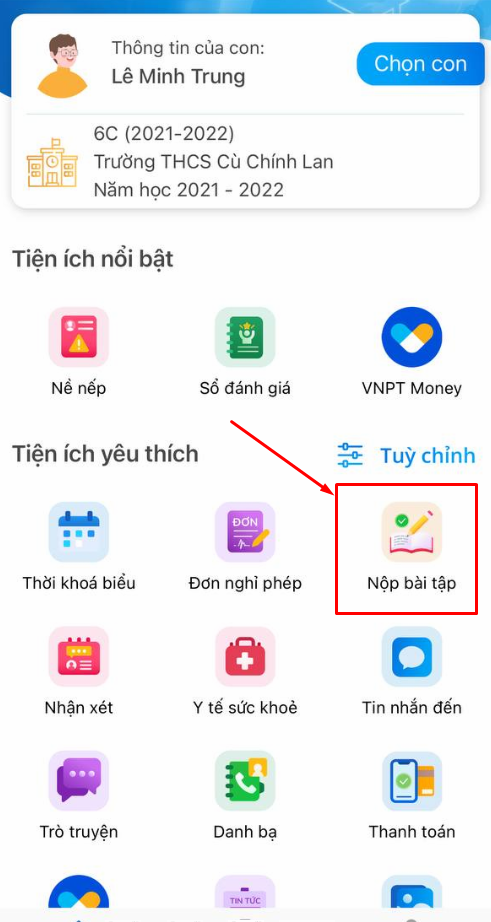 Thông tin của con:
Lê Minh Trung
Chọn con
6C (2021-2022)
Trường THCS Cù Chính Lan
Năm học 2021 - 2022
Tiện ích nổi bật
Nề nếp
Sổ đánh giá
VNPT Money
Tiện ích yêu thích
Tuỳ chỉnh
ĐƠN
Thời khoá biểu
Đơn nghỉ phép
Nộp bài tập
Nhận xét
Y tế sức khoẻ
Tin nhắn đến
Trò truyện
Danh bạ
Thanh toán
TIN TỨC